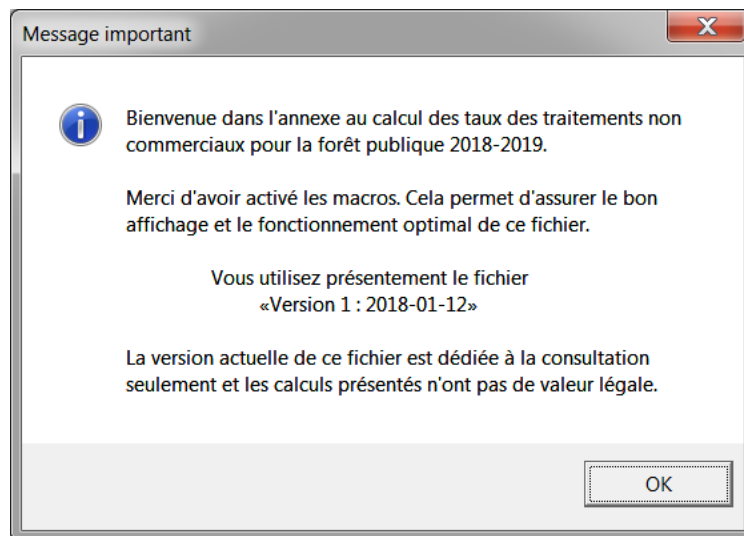 Message important
Bienvenue dans l'annexe au calcul des taux des traitements non
commerciaux pour la forêt publique 2018-2019.
Merci d'avoir activé les macros. Cela permet d'assurer le bon
affichage et le fonctionnement optimal de ce fichier.
Vous utilisez présentement le fichier
«Version 1 : 2018-01-12»
La version actuelle de ce fichier est dédiée à la consultation
seulement et les calculs présentés n'ont pas de valeur légale.
OK